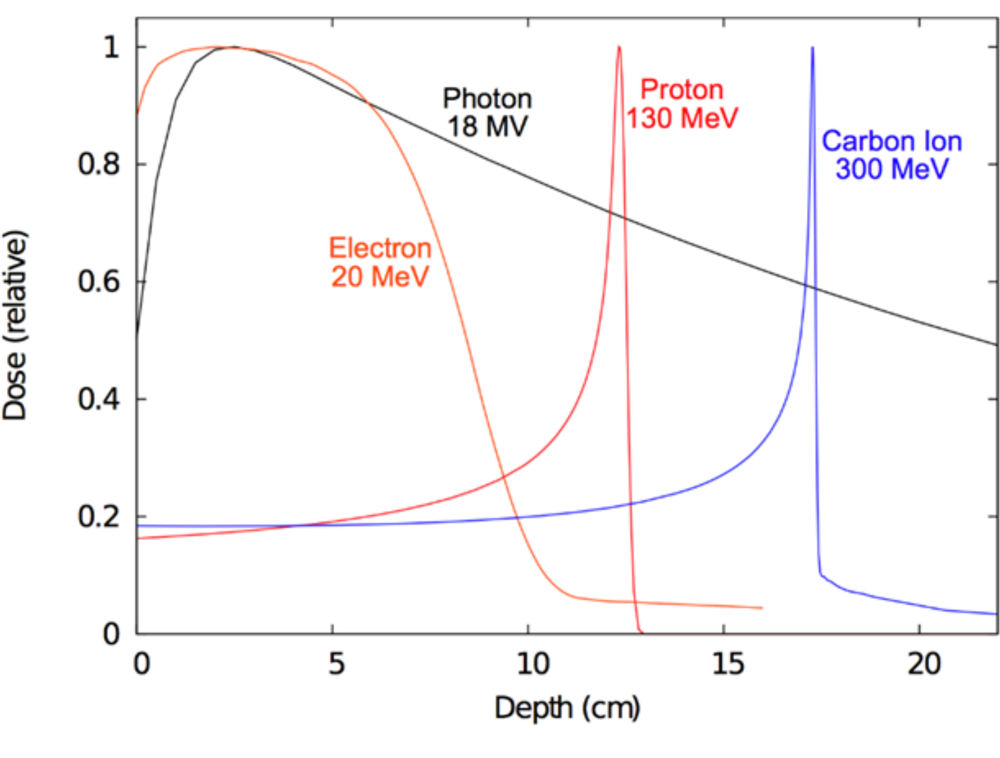 1
0.8
0.6
0.4
0.2
0
Dose (relative)
Photon
18 MV
Proton
130 MeV
Carbon Ion
300 MeV
Electron
20 MeV
0 5 10 15 20
Depth (cm)